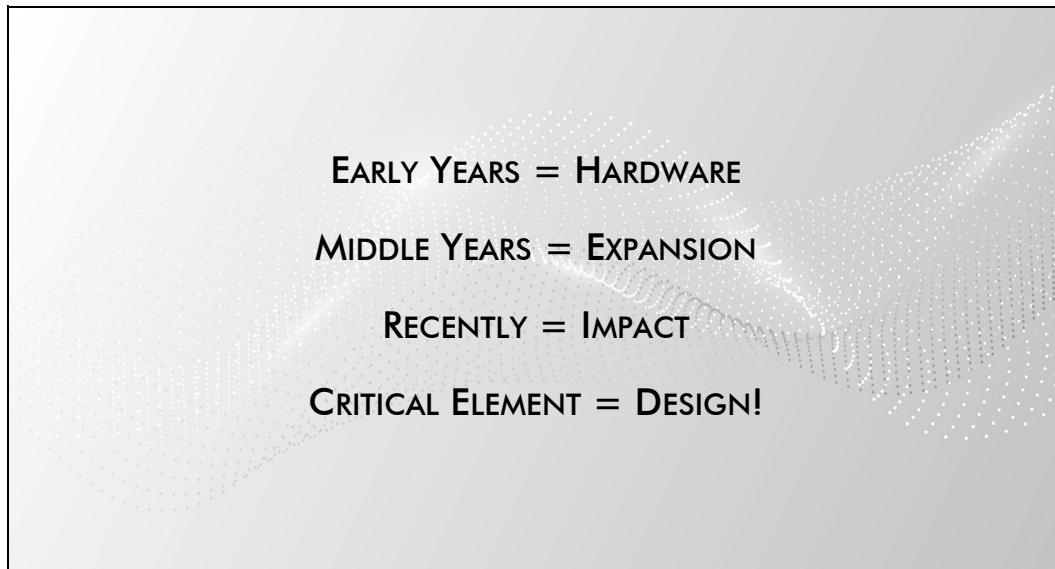 Early Years = Hardware
Middle Years = Expansion
Recently = Impact
Critical Element = Design!